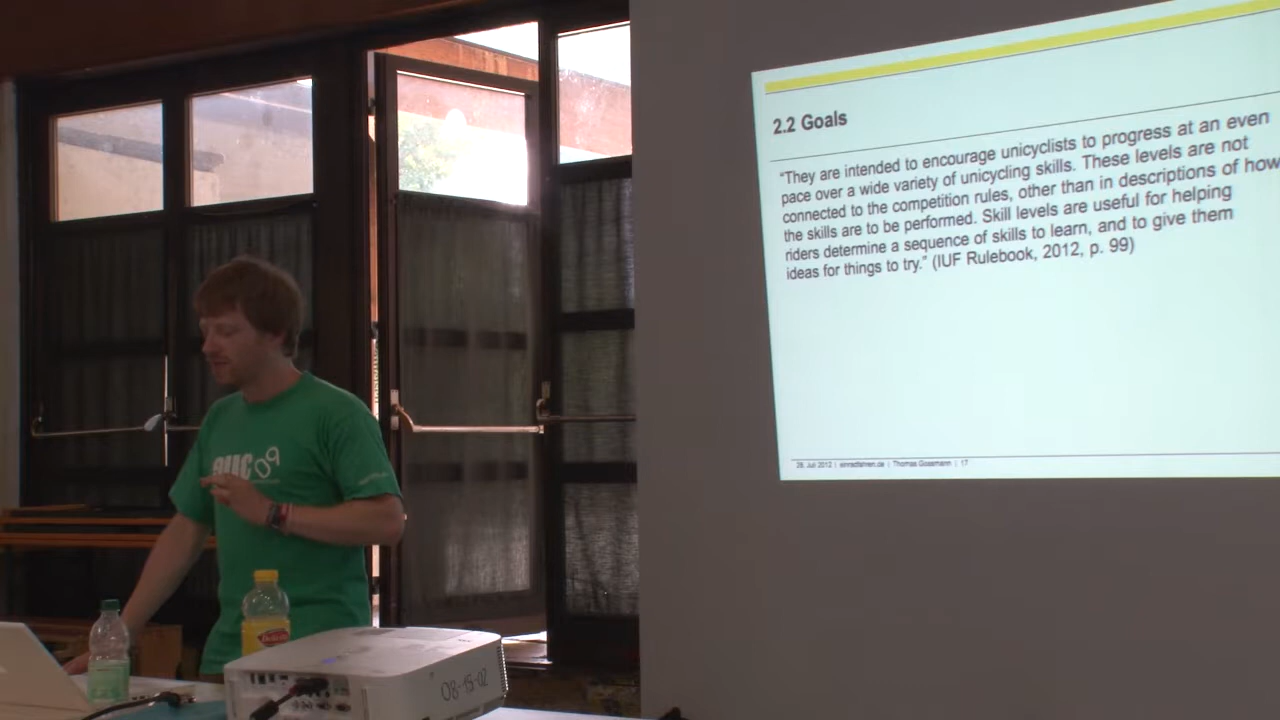 2.2 Goals
"They are intended to encourage unicyclists to progress at an even
pace over a wide variety of unicycling skills. These levels are not
connected to the competition rules, other than in descriptions of how
the skills are to be performed. Skill levels are useful for helping
riders determine a sequence of skills to learn, and to give them
ideas for things to try." (IUF Rulebook, 2012, p. 99)
28. Juli 2012 | einradfahren.de | Thomas Gossmann | 17
09
08-15-02